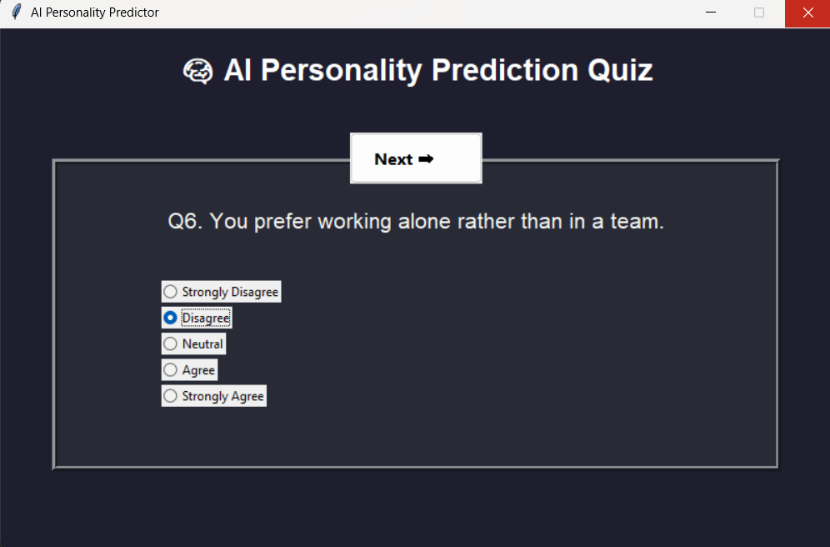 AI Personality Predictor
AI Personality Prediction Quiz
Next ➡
Q6. You prefer working alone rather than in a team.
Strongly Disagree
Disagree
Neutral
Agree
Strongly Agree